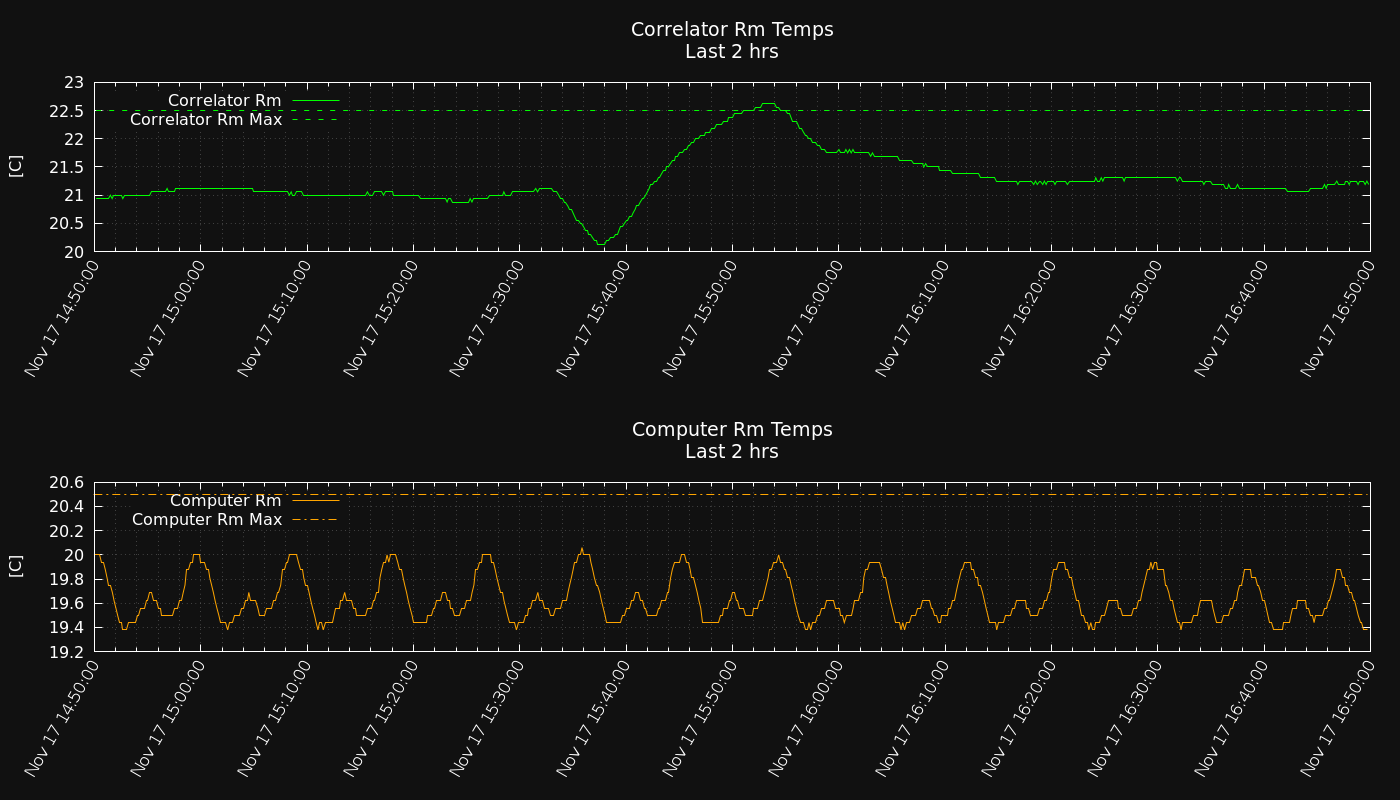 Correlator Rm Temps
Last 2 hrs
23
22.5
22
21.5
21
20.5
20
[C]
Correlator Rm
Correlator Rm Max
Nov 17 14:50:00
Nov 17 15:00:00
Nov 17 15:10:00
Nov 17 15:20:00
Nov 17 15:30:00
Nov 17 15:40:00
Nov 17 15:50:00
Nov 17 16:00:00
Nov 17 16:10:00
Nov 17 16:20:00
Nov 17 16:30:00
Nov 17 16:40:00
Nov 17 16:50:00
Computer Rm Temps
Last 2 hrs
20.6
20.4
20.2
20
19.8
19.6
19.4
19.2
[C]
Computer Rm
Computer Rm Max
Nov 17 14:50:00
Nov 17 15:00:00
Nov 17 15:10:00
Nov 17 15:20:00
Nov 17 15:30:00
Nov 17 15:40:00
Nov 17 15:50:00
Nov 17 16:00:00
Nov 17 16:10:00
Nov 17 16:20:00
Nov 17 16:30:00
Nov 17 16:40:00
Nov 17 16:50:00